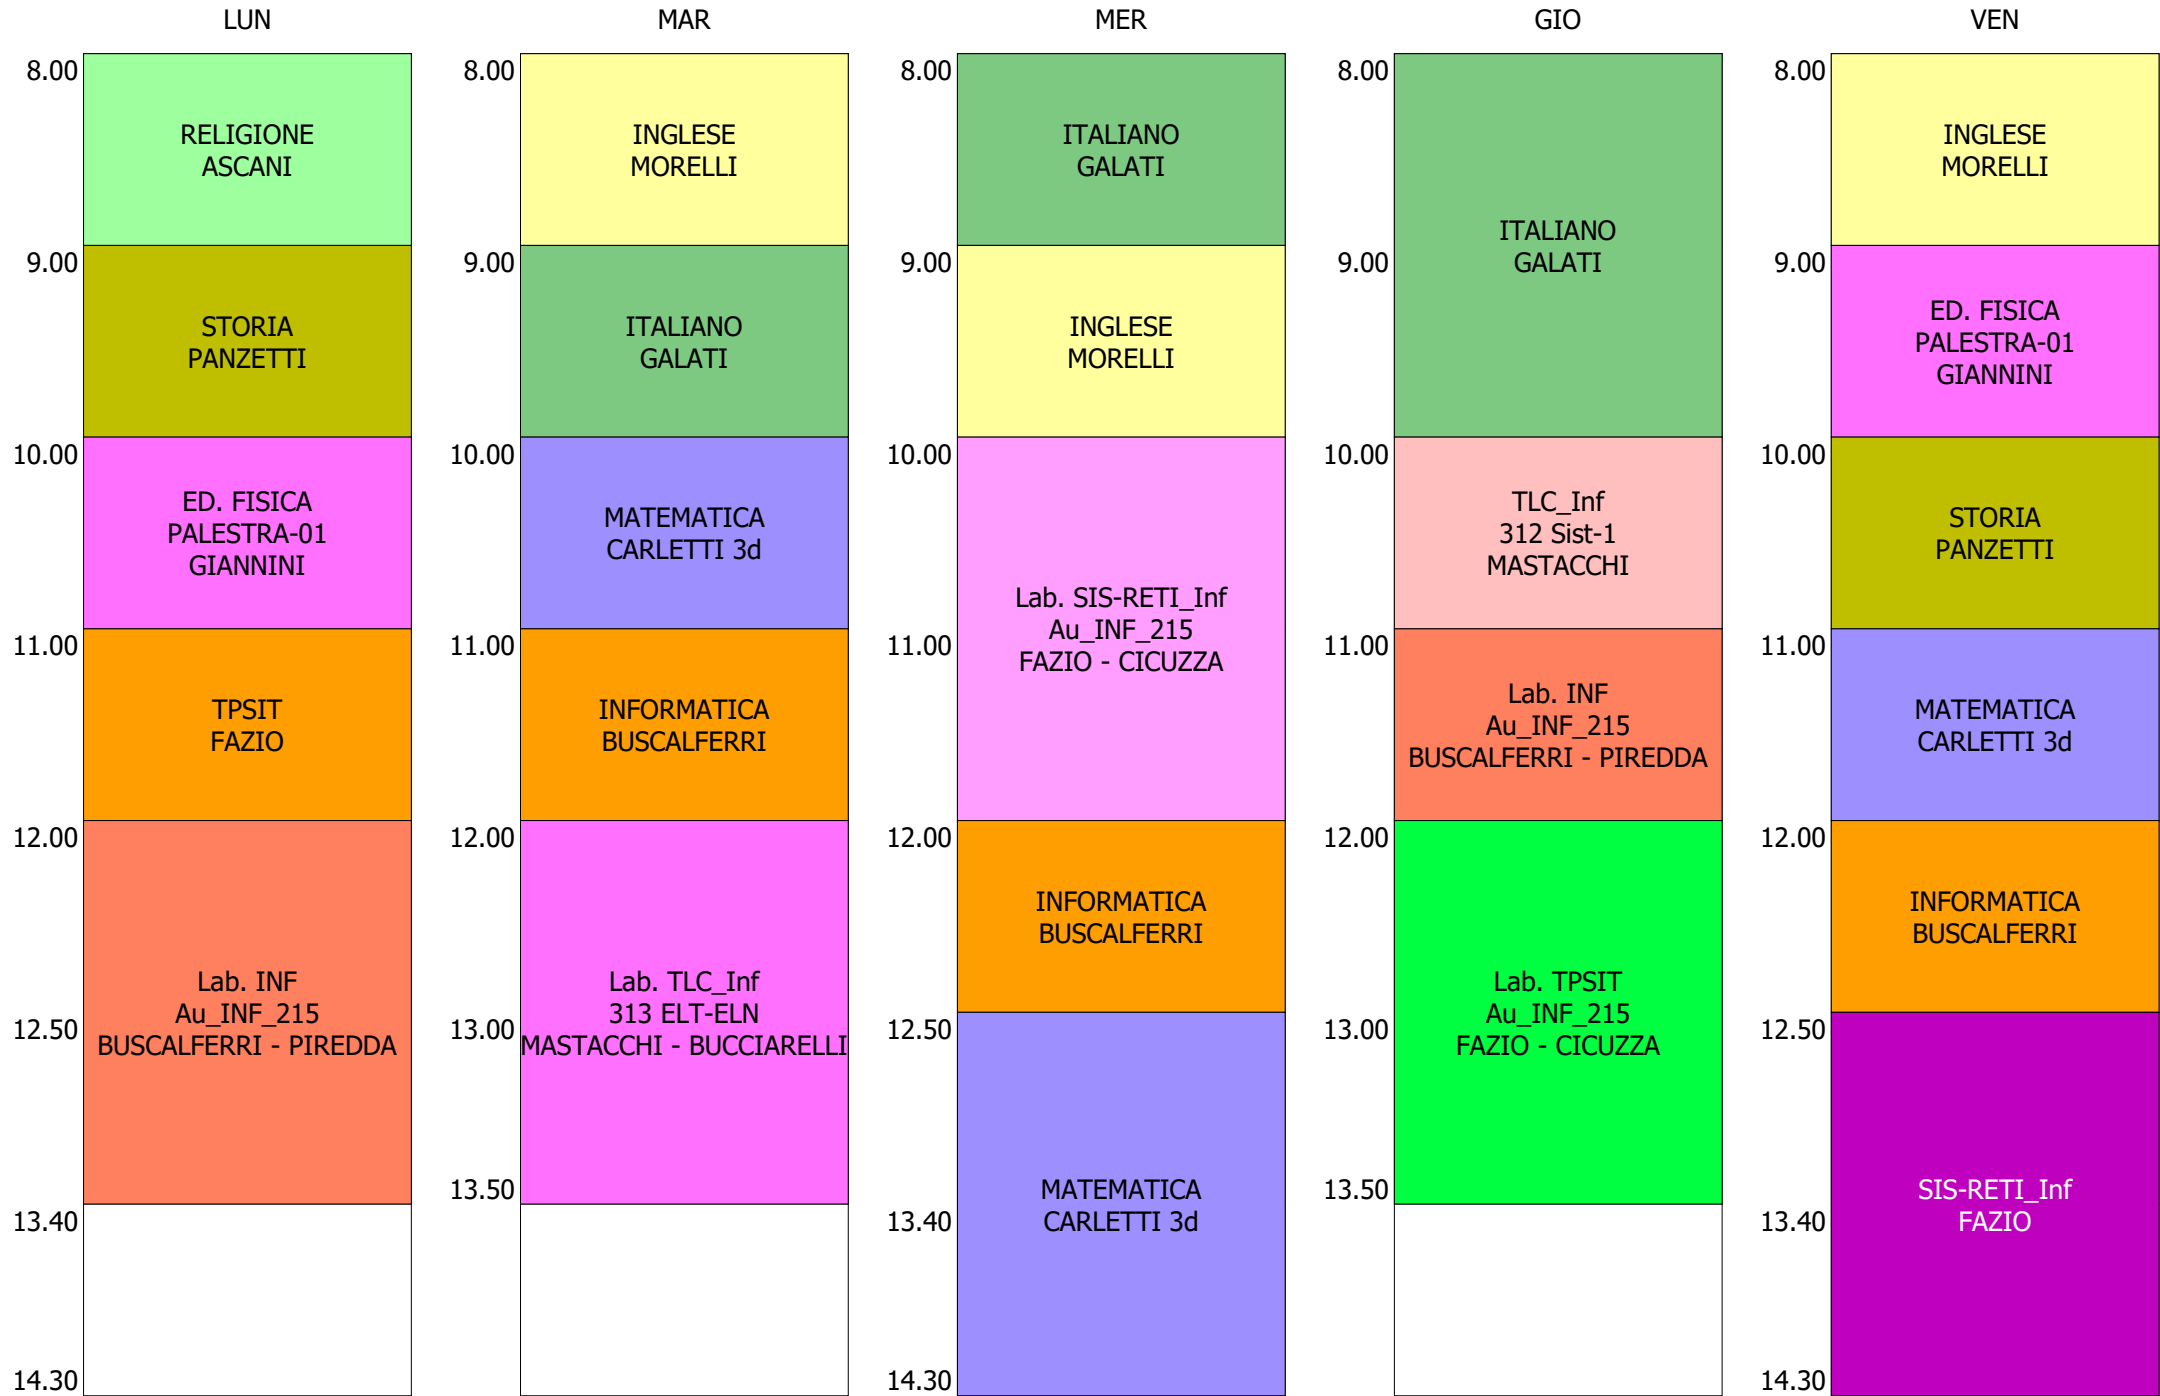 LUN
8.00
RELIGIONE
ASCANI
9.00
STORIA
PANZETTI
10.00
ED. FISICA
PALESTRA-01
GIANNINI
11.00
TPSIT
FAZIO
12.00
Lab. INF
Au_INF_215
12.50
BUSCALFERRI - PIREDDA
13.40
14.30
MAR
8.00
INGLESE
MORELLI
9.00
ITALIANO
GALATI
10.00
MATEMATICA
CARLETTI 3d
11.00
INFORMATICA
BUSCALFERRI
12.00
Lab. TLC_Inf
313 ELT-ELN
13.00
MASTACCHI - BUCCIARELLI
13.50
MER
8.00
ITALIANO
GALATI
9.00
INGLESE
MORELLI
10.00
Lab. SIS-RETI_Inf
Au_INF_215
11.00
FAZIO - CICUZZA
12.00
INFORMATICA
BUSCALFERRI
12.50
MATEMATICA
CARLETTI 3d
13.40
14.30
GIO
8.00
ITALIANO
GALATI
9.00
10.00
TLC_Inf
312 Sist-1
MASTACCHI
11.00
Lab. INF
Au_INF_215
BUSCALFERRI - PIREDDA
12.00
Lab. TPSIT
Au_INF_215
13.00
FAZIO - CICUZZA
13.50
VEN
8.00
INGLESE
MORELLI
9.00
ED. FISICA
PALESTRA-01
GIANNINI
10.00
STORIA
PANZETTI
11.00
MATEMATICA
CARLETTI 3d
12.00
INFORMATICA
BUSCALFERRI
12.50
SIS-RETI_Inf
FAZIO
13.40
14.30